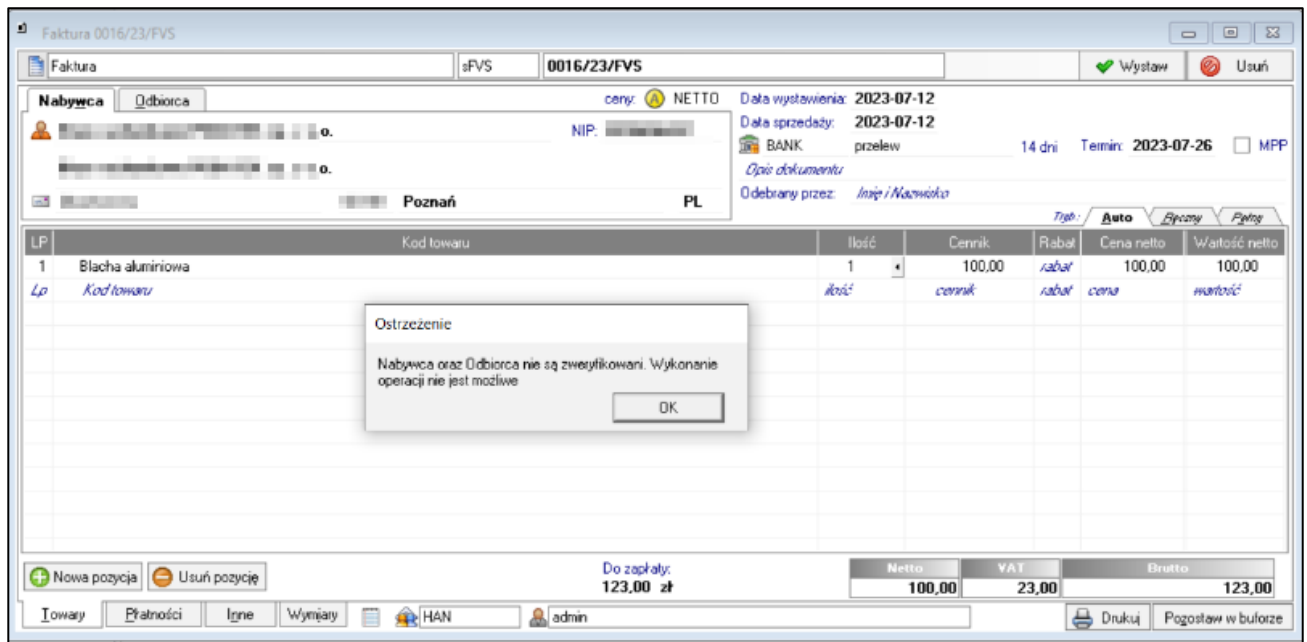 Faktura 0016/23/FVS
Faktura sFVS 0016/23/FVS Wystaw Usuń
Nabywca Odbiorca ceny: A NETTO Data wystawienia: 2023-07-12
o. NIP: Data sprzedaży: 2023-07-12
BANK przelew 14 dni Termin: 2023-07-26 MPP
o. Opis dokumentu
Poznań PL Odebrany przez: Imię i Nazwisko
Tryb: Auto Ręczny Pełny
LP Kod towaru Ilość Cennik Rabat Cena netto Wartość netto
1 Blacha aluminiowa 1 100,00 rabat 100,00 100,00
Lp Kod towaru ilość cennik rabat cena wartość
Ostrzeżenie
Nabywca oraz Odbiorca nie są zweryfikowani. Wykonanie
operacji nie jest możliwe
OK
Nowa pozycja Usuń pozycję Do zapłaty: Netto VAT Brutto
123,00 zł 100,00 23,00 123,00
Towary Płatności Inne Wymiary HAN admin Drukuj Pozostaw w buforze